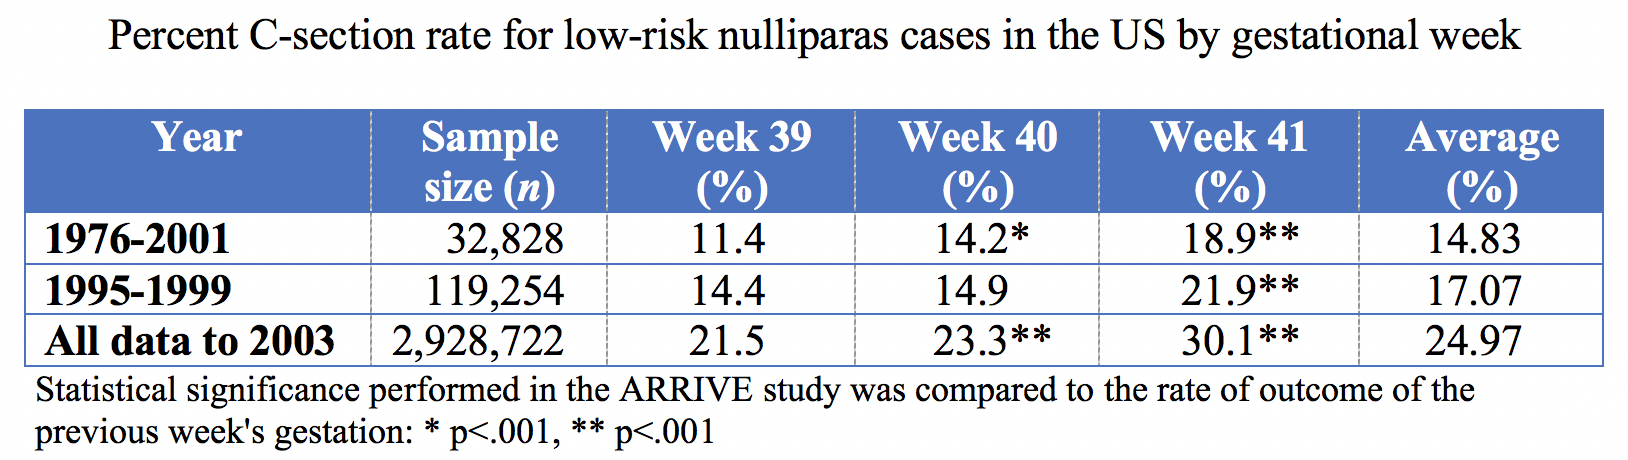 Percent C-section rate for low-risk nulliparas cases in the US by gestational week
Year Sample size (n) Week 39 (%) Week 40 (%) Week 41 (%) Average (%)
1976-2001 32,828 11.4 14.2* 18.9** 14.83
1995-1999 119,254 14.4 14.9 21.9** 17.07
All data to 2003 2,928,722 21.5 23.3** 30.1** 24.97
Statistical significance performed in the ARRIVE study was compared to the rate of outcome of the
previous week's gestation: * p<.001, ** p<.001